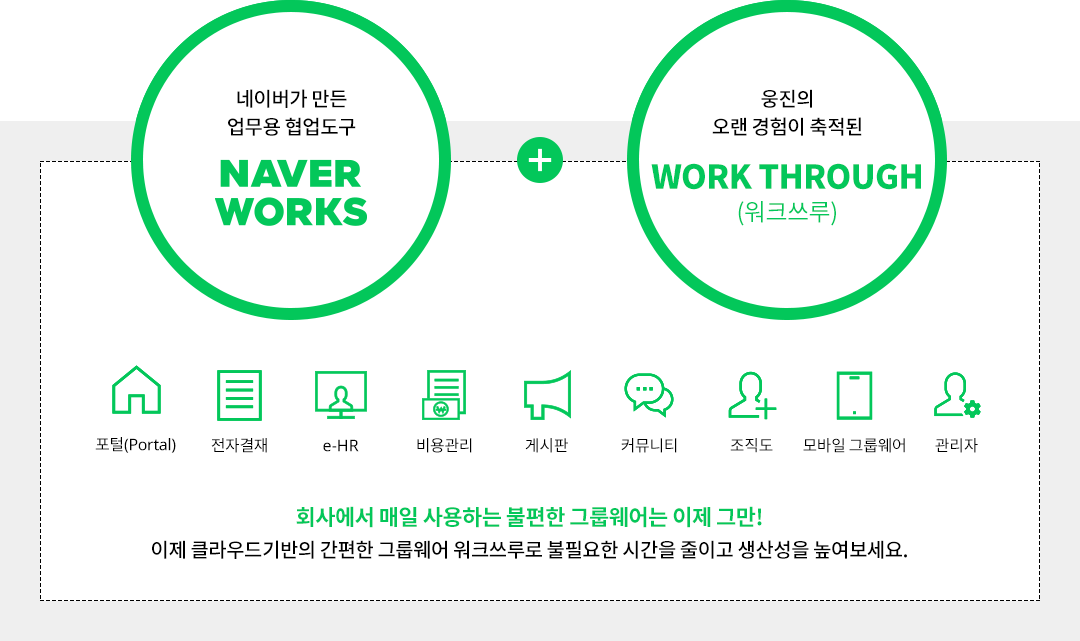 네이버가 만든
업무용 협업도구
NAVER
WORKS
+
웅진의
오랜 경험이 축적된
WORK THROUGH
(워크쓰루)
포털(Portal)
전자결재
e-HR
비용관리
게시판
커뮤니티
조직도
모바일 그룹웨어
관리자
회사에서 매일 사용하는 불편한 그룹웨어는 이제 그만!
이제 클라우드기반의 간편한 그룹웨어 워크쓰루로 불필요한 시간을 줄이고 생산성을 높여보세요.